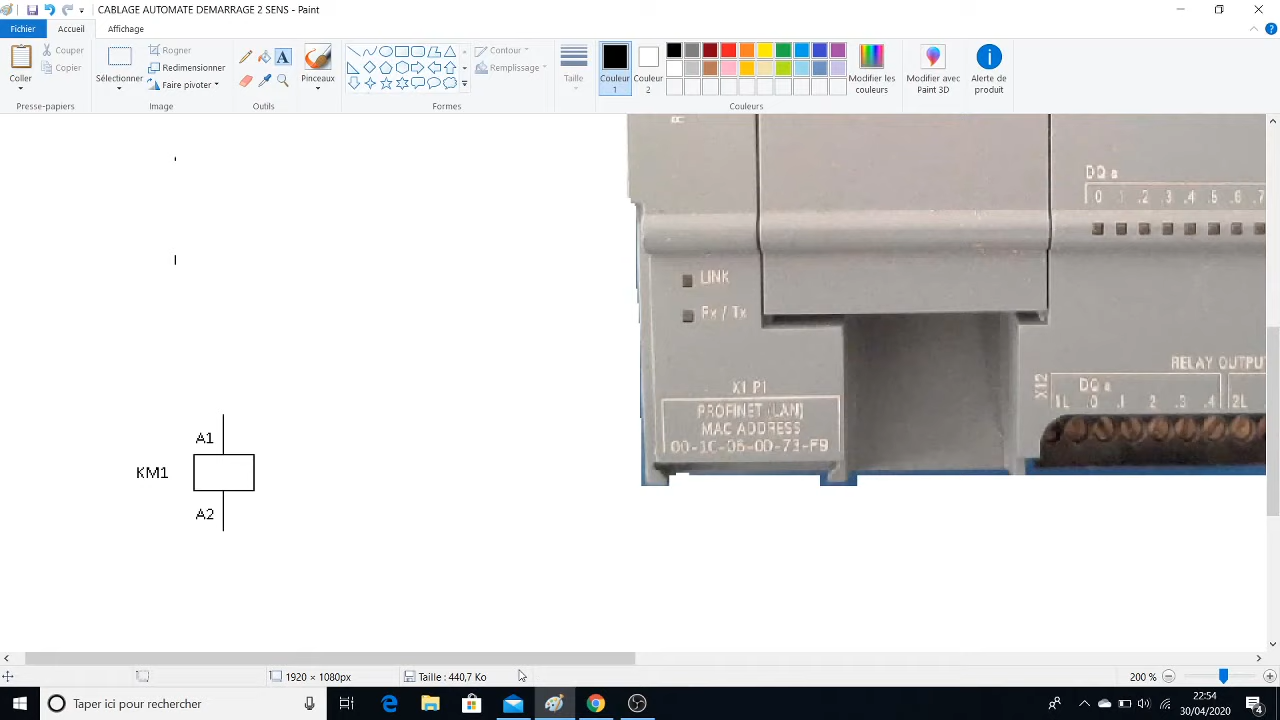 CABLAGE AUTOMATE DEMARRAGE 2 SENS - Paint
Fichier
Accueil
Affichage
Coller
Couper
Copier
Presse-papiers
Sélectionner
Rogner
Redimensionner
Faire pivoter
Image
Outils
Pinceaux
Formes
Contour
Remplissage
Taille
Couleur 1
Couleur 2
Couleurs
Modifier les couleurs
Modifier avec Paint 3D
Alerte de produit
A1
KM1
A2
DQ a
0 .1 .2 .3 .4 .5 .6 .7
LINK
Rx / Tx
X1 P1
PROFINET (LAN)
MAC ADDRESS
RELAY OUTPU
X12
DQ a
1L .0 .1 .2 .3 .4 2L
1920 × 1080px
Taille : 440,7 Ko
200 %
Taper ici pour rechercher
22:54
30/04/2020
4